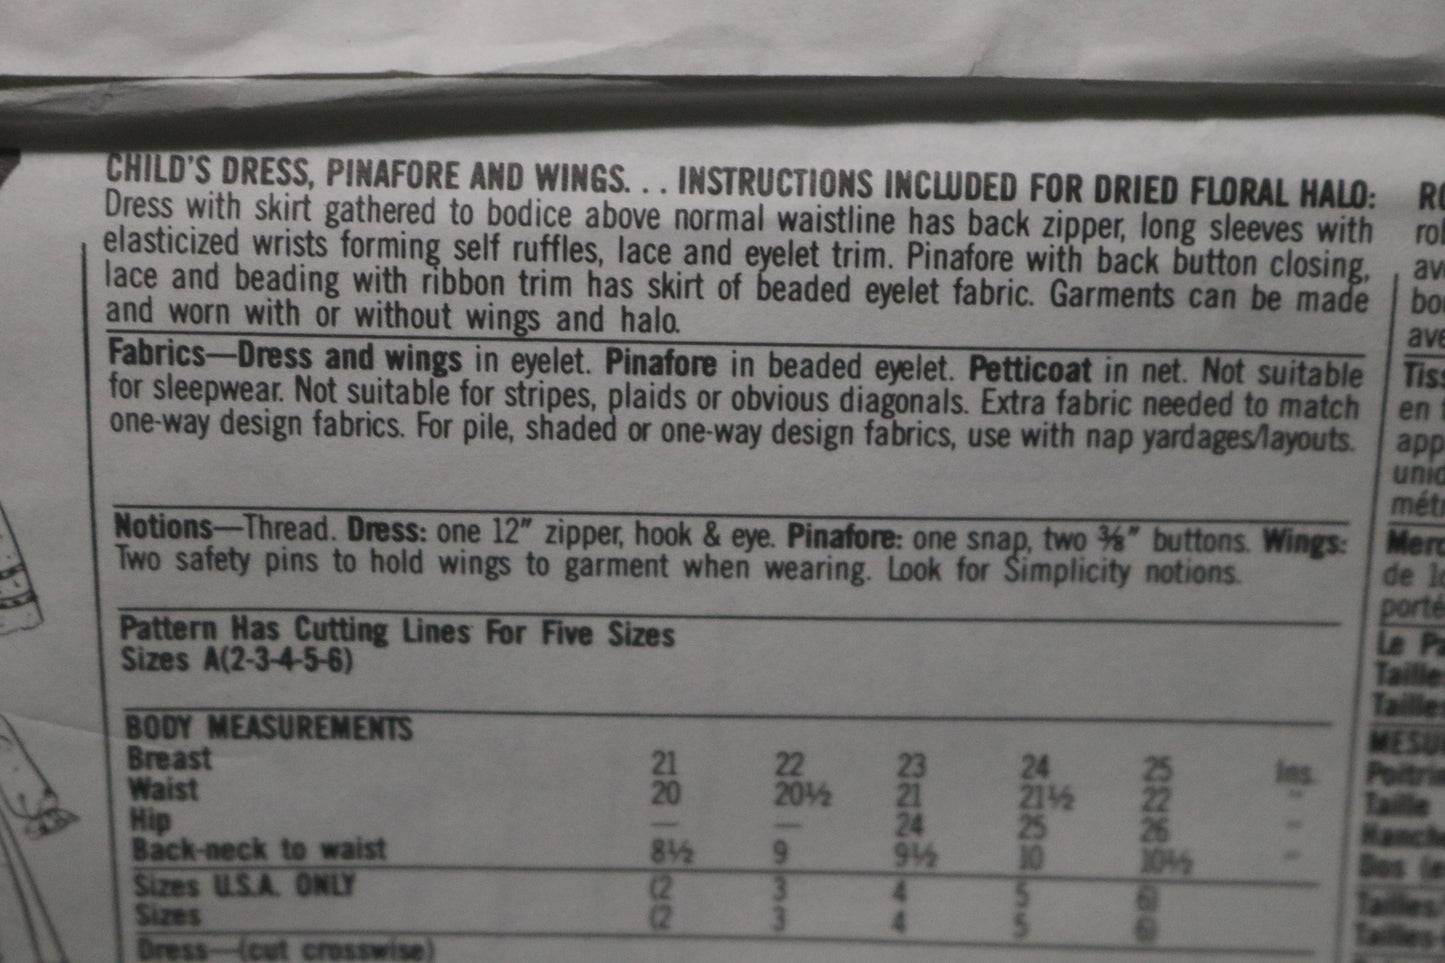 CHILD'S DRESS, PINAFORE AND WINGS. . . INSTRUCTIONS INCLUDED FOR DRIED FLORAL HALO:
Dress with skirt gathered to bodice above normal waistline has back zipper, long sleeves with
elasticized wrists forming self ruffles, lace and eyelet trim. Pinafore with back button closing,
lace and beading with ribbon trim has skirt of beaded eyelet fabric. Garments can be made
and worn with or without wings and halo.
Fabrics—Dress and wings in eyelet. Pinafore in beaded eyelet. Petticoat in net. Not suitable
for sleepwear. Not suitable for stripes, plaids or obvious diagonals. Extra fabric needed to match
one-way design fabrics. For pile, shaded or one-way design fabrics, use with nap yardages/layouts.
Notions—Thread. Dress: one 12" zipper, hook & eye. Pinafore: one snap, two ⅜" buttons. Wings:
Two safety pins to hold wings to garment when wearing. Look for Simplicity notions.
Pattern Has Cutting Lines For Five Sizes
Sizes A(2-3-4-5-6)
BODY MEASUREMENTS
Breast 21 22 23 24 25 Ins.
Waist 20 20½ 21 21½ 22 "
Hip — — 24 25 26 "
Back-neck to waist 8½ 9 9½ 10 10½ "
Sizes U.S.A. ONLY (2 3 4 5 6)
Sizes (2 3 4 5 6)
Dress—(cut crosswise)
en
Le
Taille
MESU
Taille